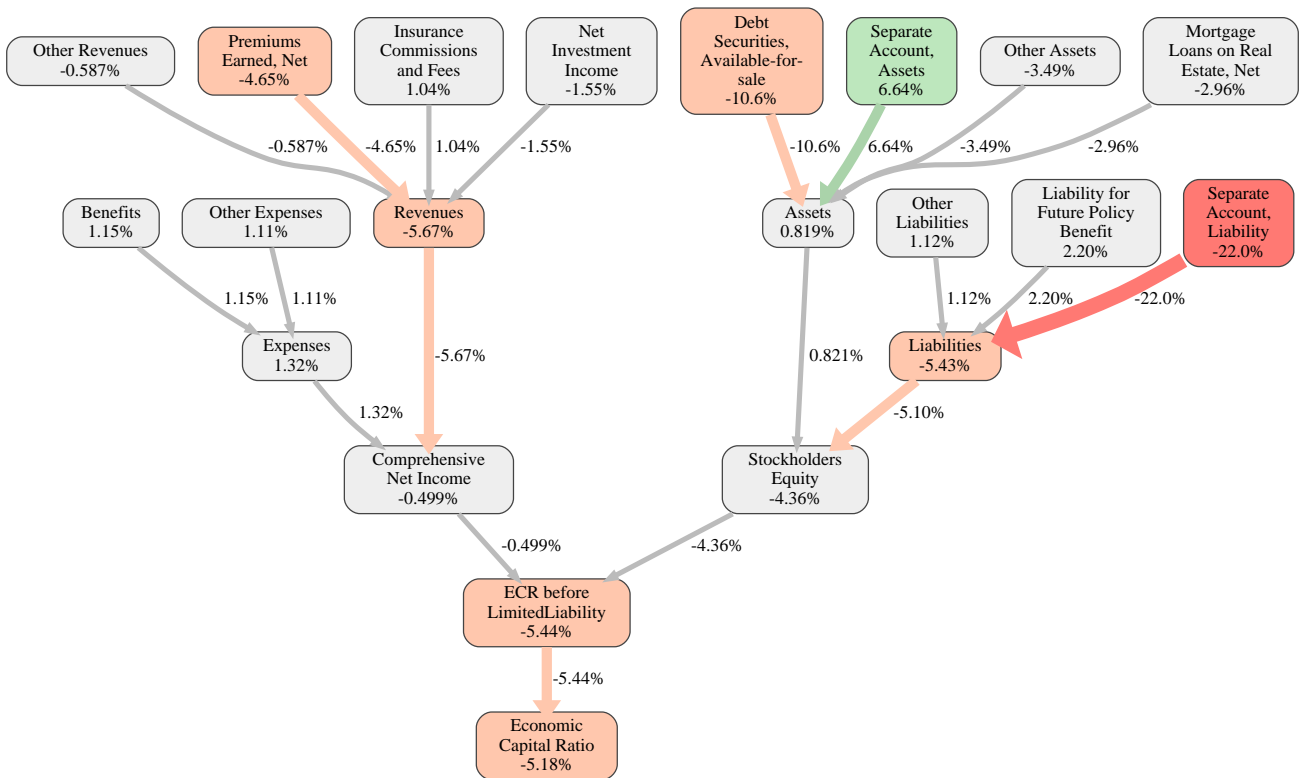 Other Revenues
-0.587%
Premiums
Earned, Net
-4.65%
Insurance
Commissions
and Fees
1.04%
Net
Investment
Income
-1.55%
Debt
Securities,
Available-for-
sale
-10.6%
Separate
Account,
Assets
6.64%
Other Assets
-3.49%
Mortgage
Loans on Real
Estate, Net
-2.96%
-0.587%
-4.65%
1.04%
-1.55%
-10.6%
6.64%
-3.49%
-2.96%
Benefits
1.15%
Other Expenses
1.11%
Revenues
-5.67%
Assets
0.819%
Other
Liabilities
1.12%
Liability for
Future Policy
Benefit
2.20%
Separate
Account,
Liability
-22.0%
1.15%
1.11%
1.12%
2.20%
-22.0%
Expenses
1.32%
-5.67%
0.821%
Liabilities
-5.43%
1.32%
-5.10%
Comprehensive
Net Income
-0.499%
Stockholders
Equity
-4.36%
-0.499%
-4.36%
ECR before
LimitedLiability
-5.44%
-5.44%
Economic
Capital Ratio
-5.18%